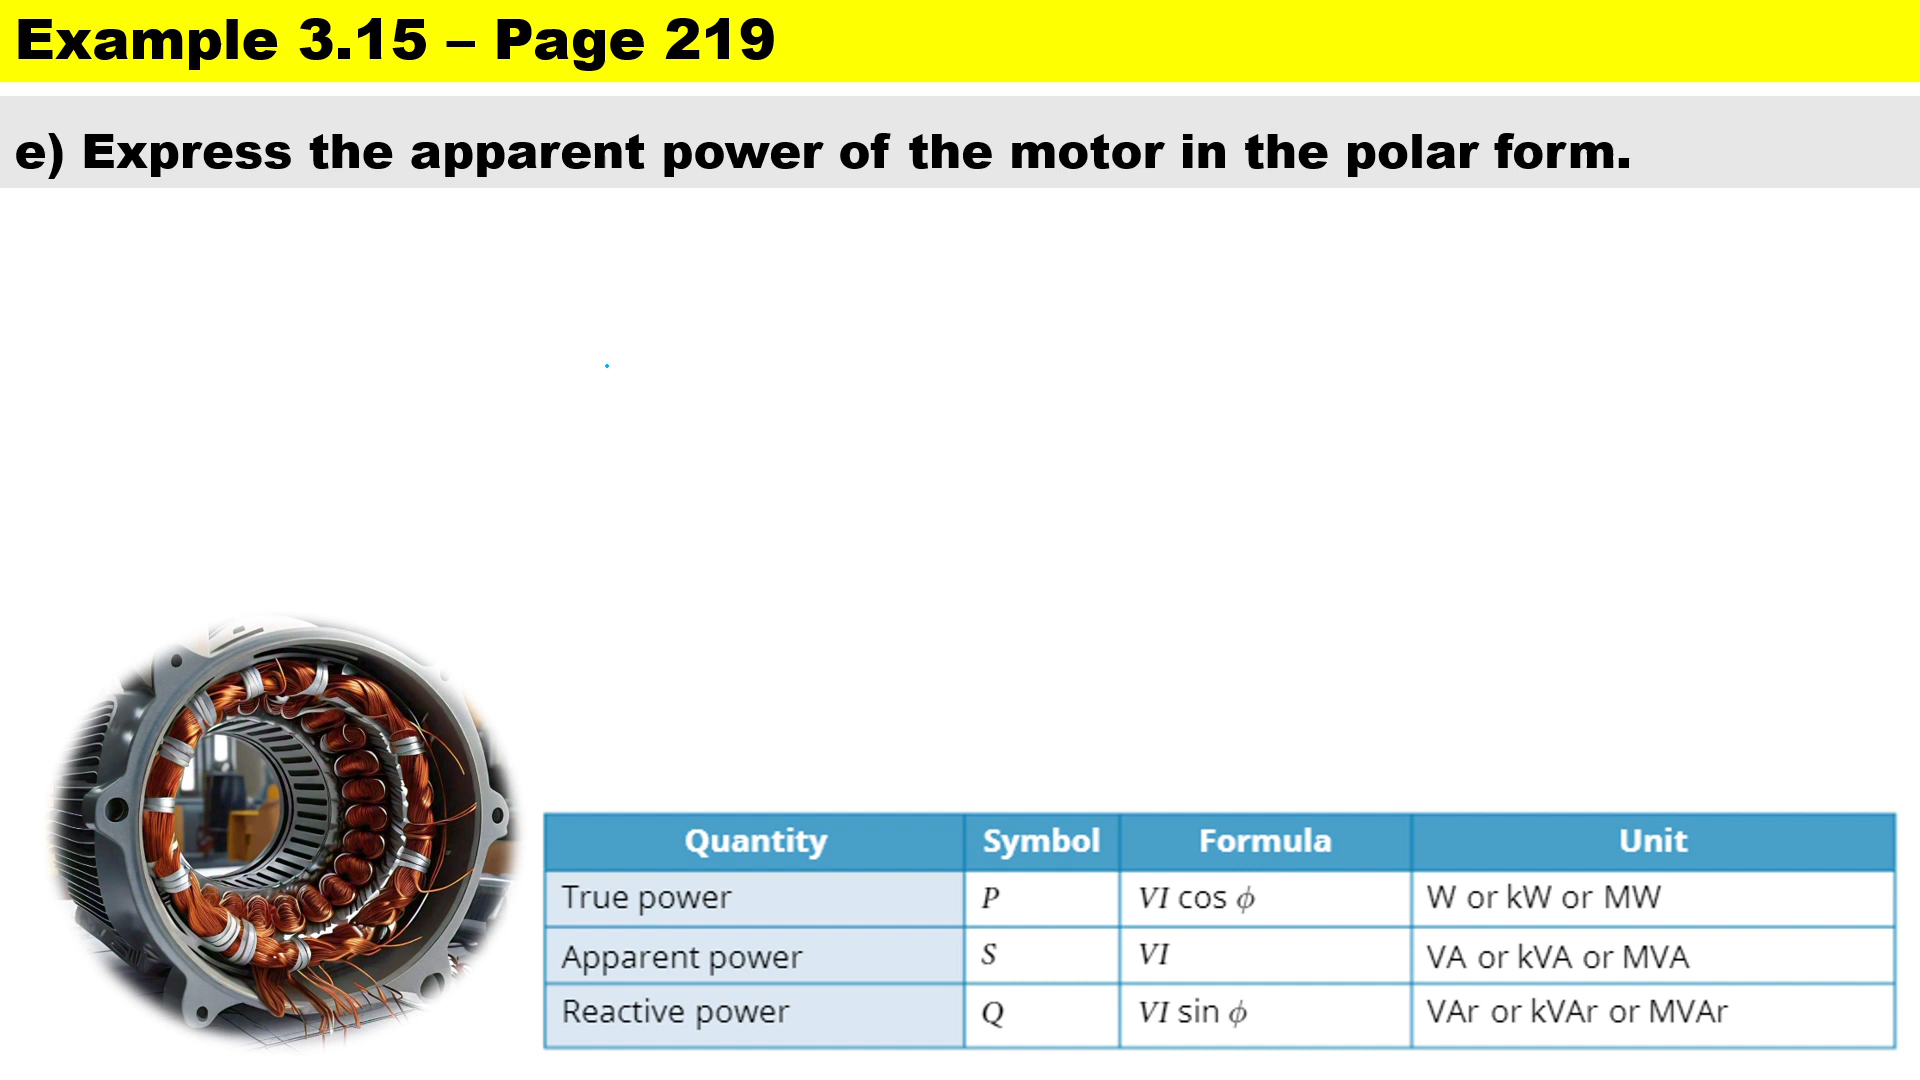 Example 3.15 – Page 219
e) Express the apparent power of the motor in the polar form.
Quantity Symbol Formula Unit
True power P VI cos ϕ W or kW or MW
Apparent power S VI VA or kVA or MVA
Reactive power Q VI sin ϕ VAr or kVAr or MVAr